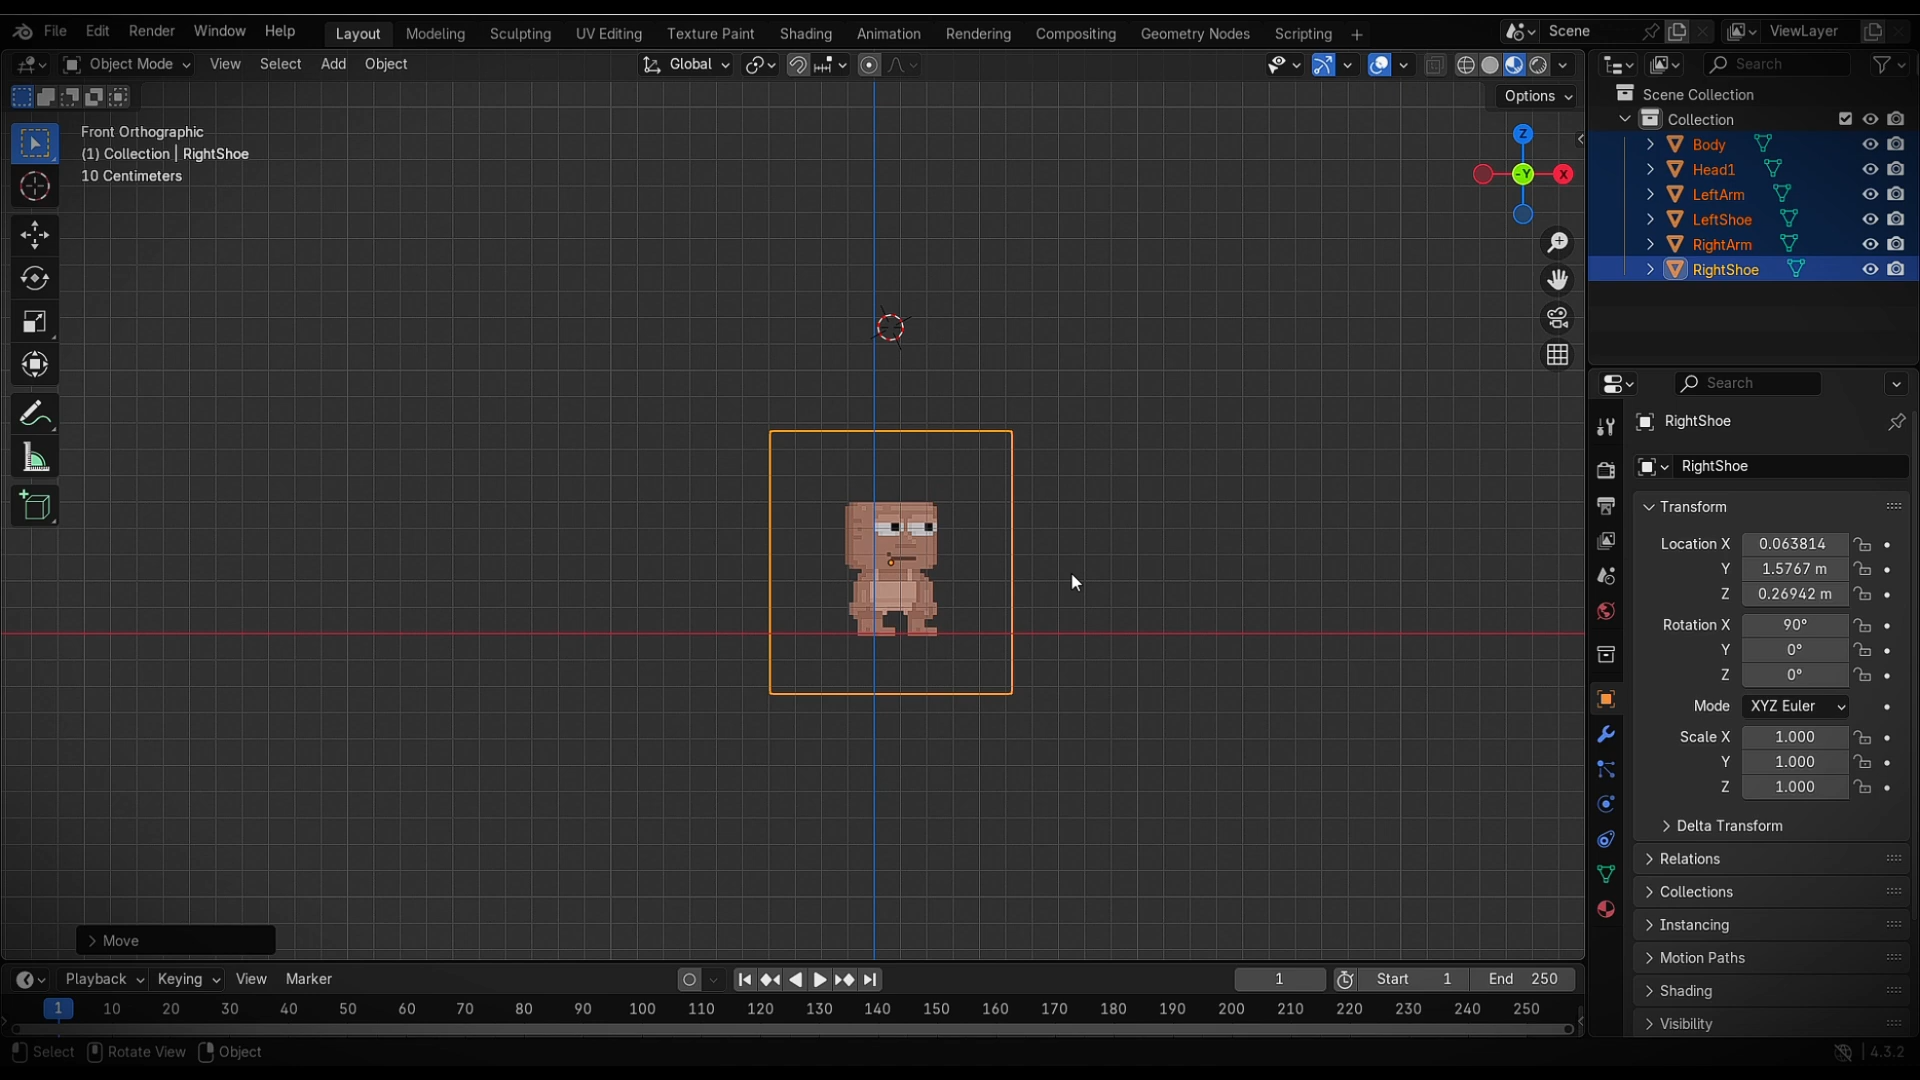 File Edit Render Window Help Layout Modeling Sculpting UV Editing Texture Paint Shading Animation Rendering Compositing Geometry Nodes Scripting + Scene ViewLayer
Object Mode View Select Add Object Global Search
Options
Scene Collection
Collection
Body
Head1
LeftArm
LeftShoe
RightArm
RightShoe
Front Orthographic
(1) Collection | RightShoe
10 Centimeters
Z
-Y
X
Search
RightShoe
RightShoe
Transform
Location X 0.063814
Y 1.5767 m
Z 0.26942 m
Rotation X 90°
Y 0°
Z 0°
Mode XYZ Euler
Scale X 1.000
Y 1.000
Z 1.000
Delta Transform
Relations
Collections
Instancing
Motion Paths
Shading
Visibility
Move
Playback Keying View Marker 1 Start 1 End 250
1 10 20 30 40 50 60 70 80 90 100 110 120 130 140 150 160 170 180 190 200 210 220 230 240 250
Select Rotate View Object 4.3.2